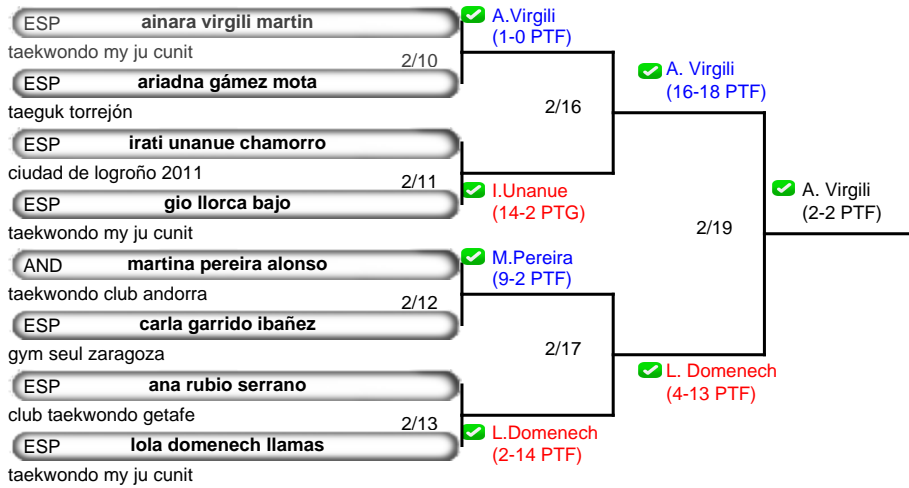 ESP ainara virgili martin
taekwondo my ju cunit
2/10
ESP ariadna gámez mota
taeguk torrejón
ESP irati unanue chamorro
ciudad de logroño 2011
2/11
ESP gio llorca bajo
taekwondo my ju cunit
AND martina pereira alonso
taekwondo club andorra
2/12
ESP carla garrido ibañez
gym seul zaragoza
ESP ana rubio serrano
club taekwondo getafe
2/13
ESP lola domenech llamas
taekwondo my ju cunit
A.Virgili
(1-0 PTF)
2/16
I.Unanue
(14-2 PTG)
M.Pereira
(9-2 PTF)
2/17
L.Domenech
(2-14 PTF)
A. Virgili
(16-18 PTF)
2/19
L. Domenech
(4-13 PTF)
A. Virgili
(2-2 PTF)